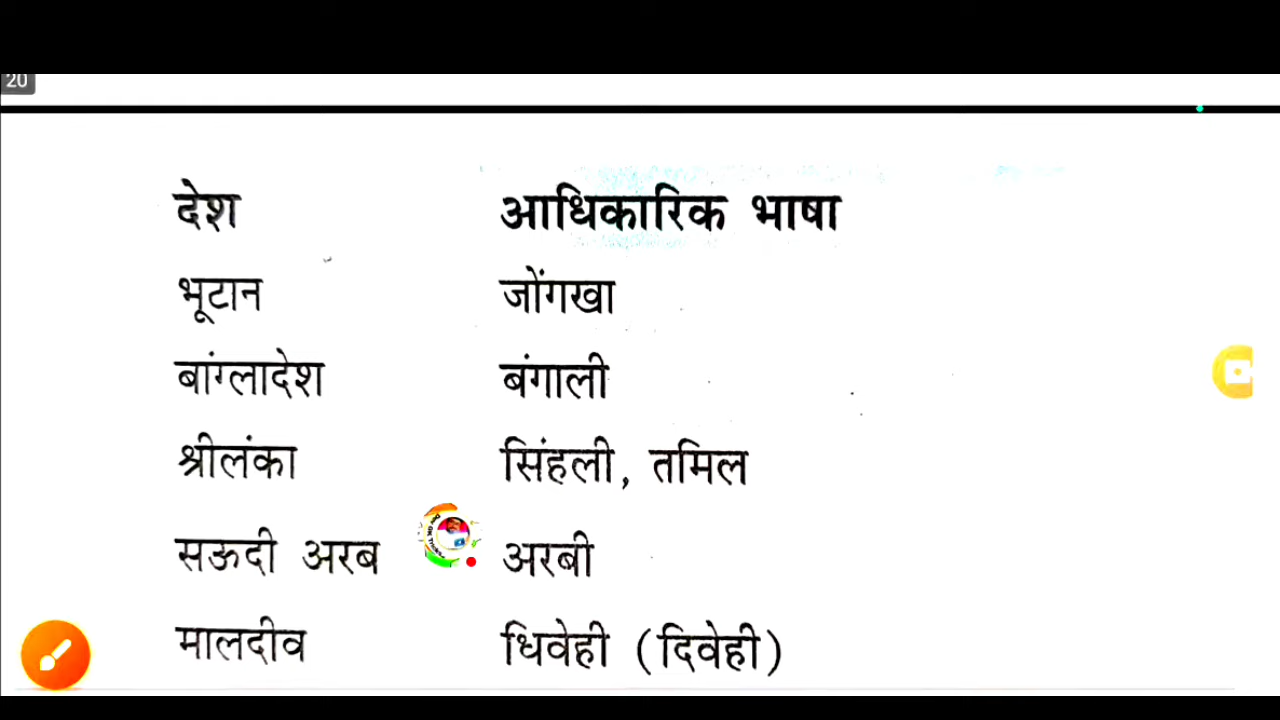 20
देश आधिकारिक भाषा
भूटान जोंगखा
बांग्लादेश बंगाली
श्रीलंका सिंहली, तमिल
सऊदी अरब अरबी
मालदीव धिवेही (दिवेही)